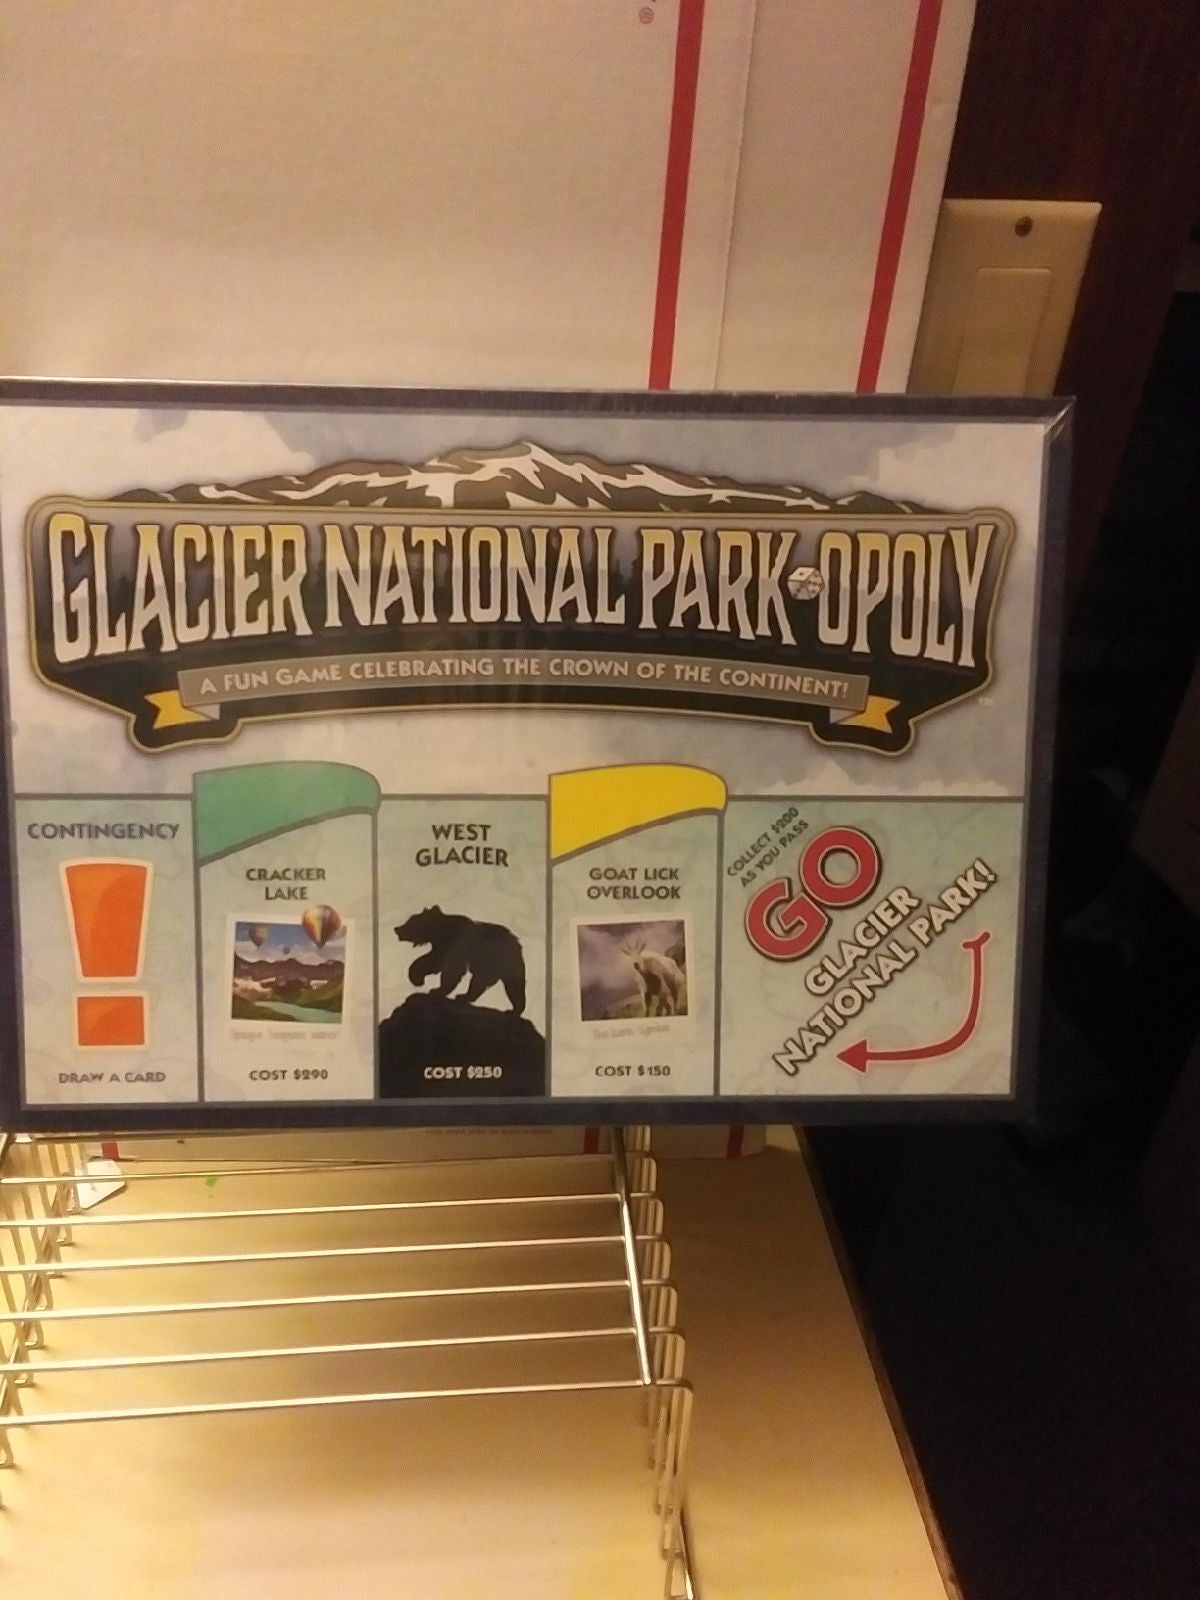 GLACIER NATIONAL PARK-OPOLY
A FUN GAME CELEBRATING THE CROWN OF THE CONTINENT!
TM
CONTINGENCY
!
DRAW A CARD
CRACKER
LAKE
COST $290
WEST
GLACIER
COST $250
GOAT LICK
OVERLOOK
COST $150
COLLECT $200
AS YOU PASS
GO
GLACIER
NATIONAL PARK!